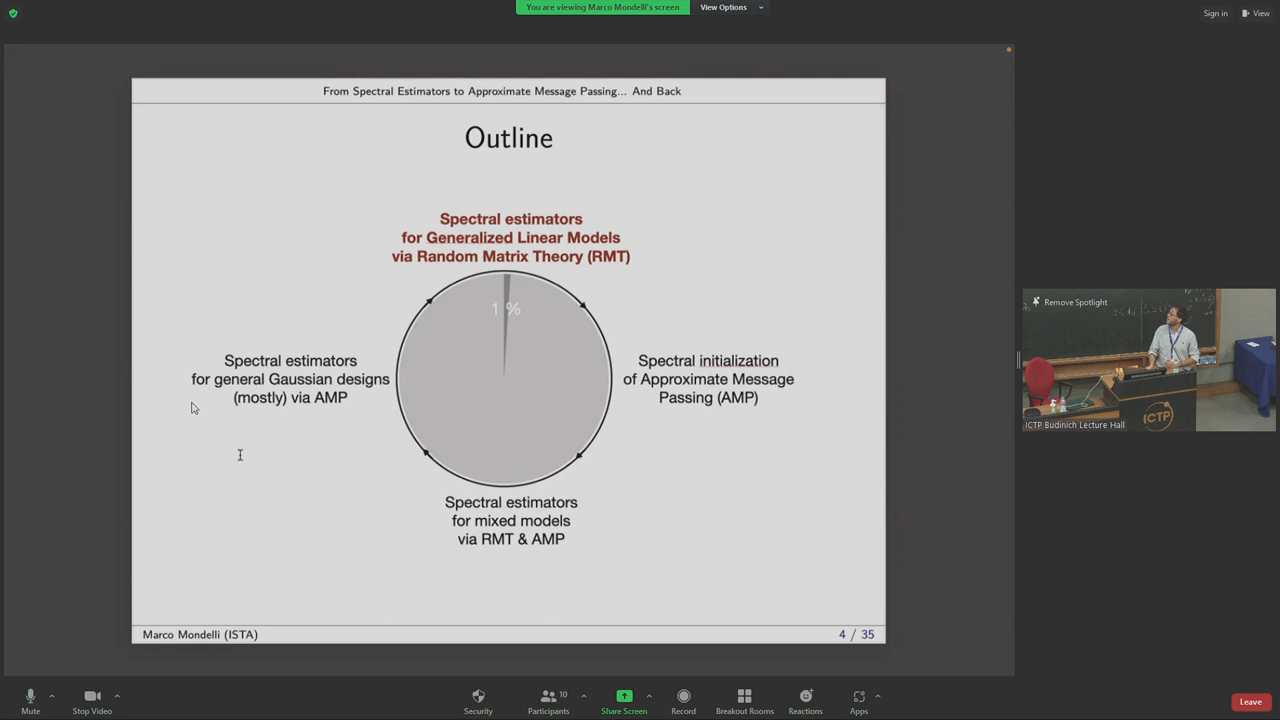 You are viewing Marco Mondelli's screen
View Options
Sign in
View
From Spectral Estimators to Approximate Message Passing... And Back
Outline
Spectral estimators
for Generalized Linear Models
via Random Matrix Theory (RMT)
1 %
Spectral estimators
for general Gaussian designs
(mostly) via AMP
Spectral initialization
of Approximate Message
Passing (AMP)
Spectral estimators
for mixed models
via RMT & AMP
Marco Mondelli (ISTA)
4 / 35
Remove Spotlight
ICTP
ICTP Budinich Lecture Hall
Mute
Stop Video
Security
Participants
10
Share Screen
Record
Breakout Rooms
Reactions
Apps
Leave